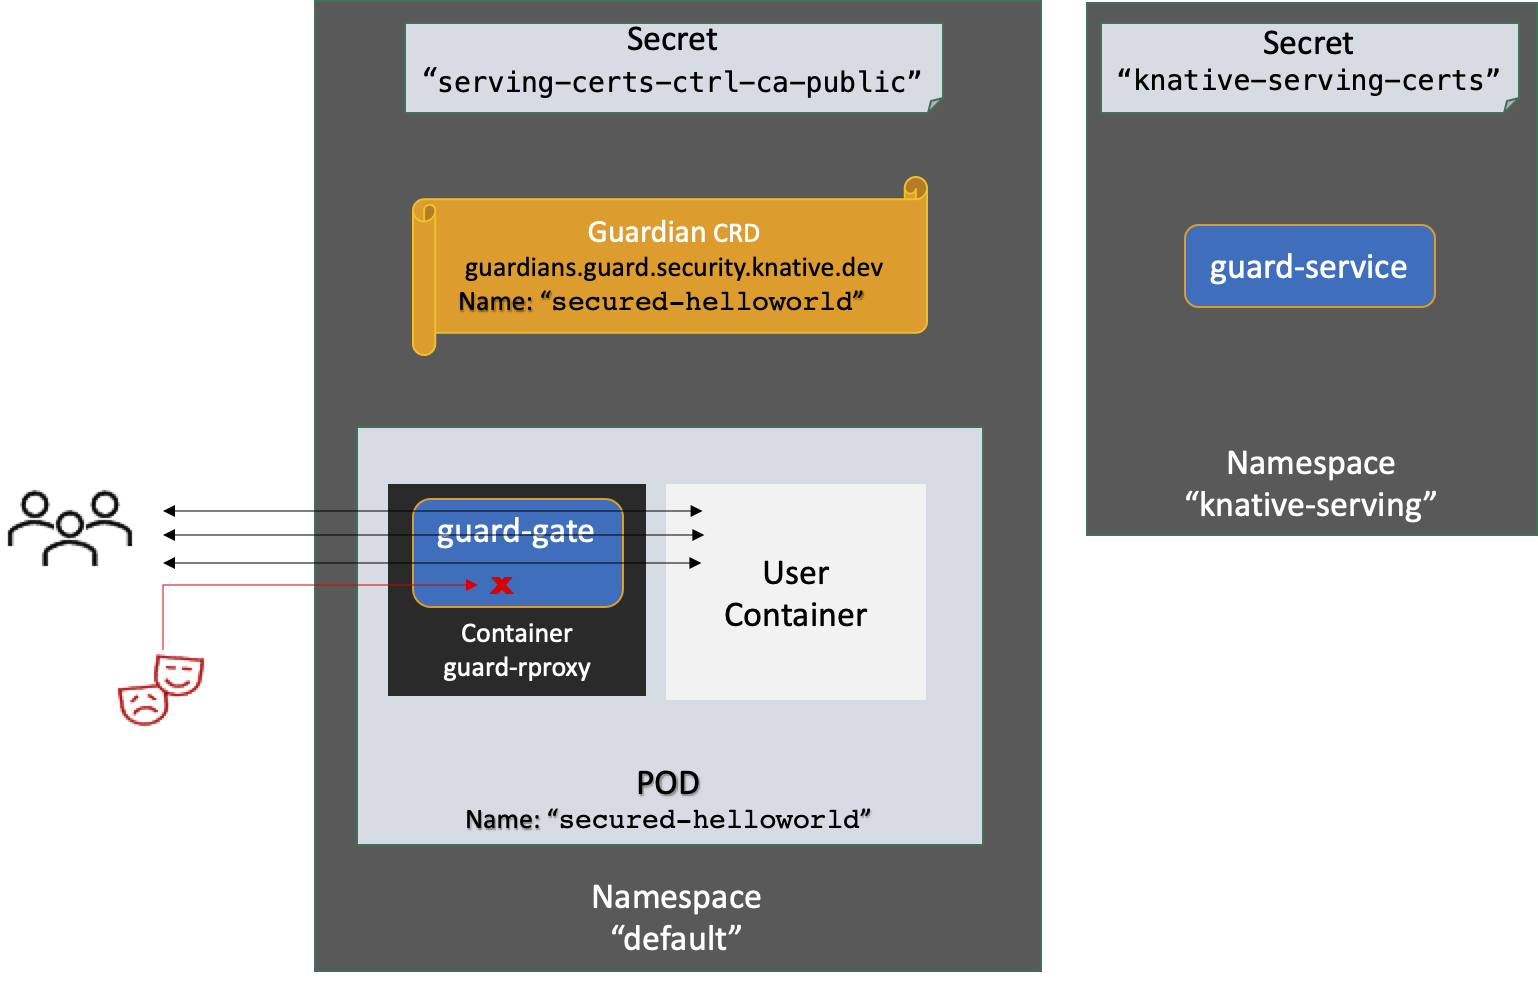 Secret
“serving-certs-ctrl-ca-public”
Guardian CRD
guardians.guard.security.knative.dev
Name: “secured-helloworld”
guard-gate
x
Container
guard-rproxy
User
Container
POD
Name: “secured-helloworld”
Namespace
“default”
Secret
“knative-serving-certs”
guard-service
Namespace
“knative-serving”